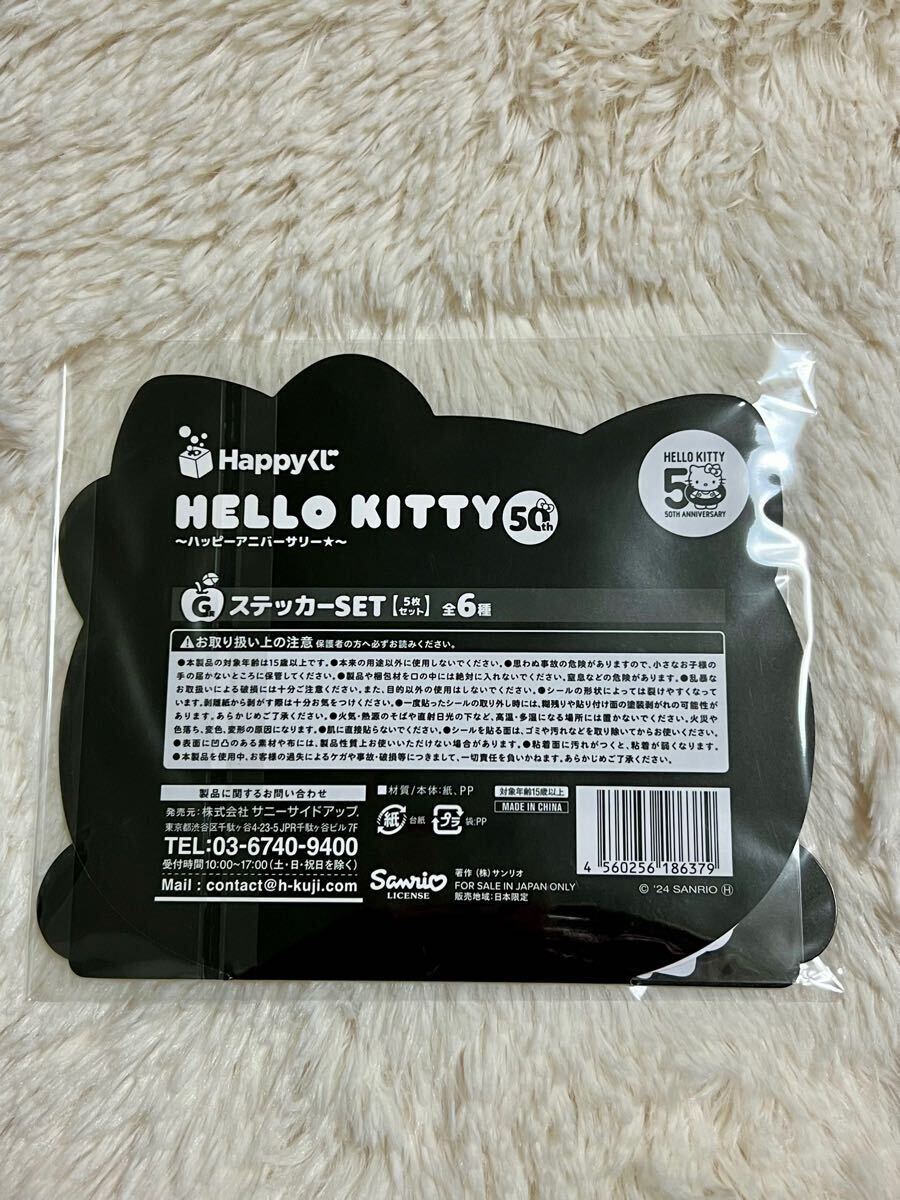 Happyくじ
HELLO KITTY 50th
～ハッピーアニバーサリー★～
HELLO KITTY
50
50TH ANNIVERSARY
G賞 ステッカーSET【5枚セット】全6種
⚠お取り扱い上の注意 保護者の方へ必ずお読みください。
●本製品の対象年齢は15歳以上です。●本来の用途以外に使用しないでください。●思わぬ事故の危険がありますので、小さなお子様の
手の届かないところに保管してください。●製品や梱包材を口の中には絶対に入れないでください。窒息などの危険があります。●乱暴な
お取扱いによる破損には十分ご注意ください。また、目的以外の使用はしないでください。●シールの形状によっては裂けやすくなって
います。剥離紙から剥がす際は十分お気をつけください。●一度貼ったシールの取り外し時には、糊残りや貼り付け面の塗装剥がれの可能性が
あります。あらかじめご了承ください。●火気・熱源のそばや直射日光の下など、高温・多湿になる場所には置かないでください。火災や
色落ち、変色、変形の原因になります。●肌に直接貼らないでください。●シールを貼る面は、ゴミや汚れなどを取り除いてからお使いください。
●表面に凹凸のある素材や布には、製品性質上お使いいただけない場合があります。●粘着面に汚れがつくと、粘着が弱くなります。
●本製品を使用中、お客様の過失によるケガや事故・破損等につきまして、一切責任を負いかねます。あらかじめご了承ください。
製品に関するお問い合わせ
発売元:株式会社 サニーサイドアップ
東京都渋谷区千駄ヶ谷4-23-5 JPR千駄ヶ谷ビル 7F
TEL:03-6740-9400
受付時間 10:00～17:00(土・日・祝日を除く)
Mail : contact@h-kuji.com
■材質/本体:紙、PP
紙 台紙 プラ 袋:PP
Sanrio
LICENSE
著作(株)サンリオ
FOR SALE IN JAPAN ONLY
販売地域:日本限定
対象年齢15歳以上
MADE IN CHINA
4 560256 186379
© '24 SANRIO Ⓗ